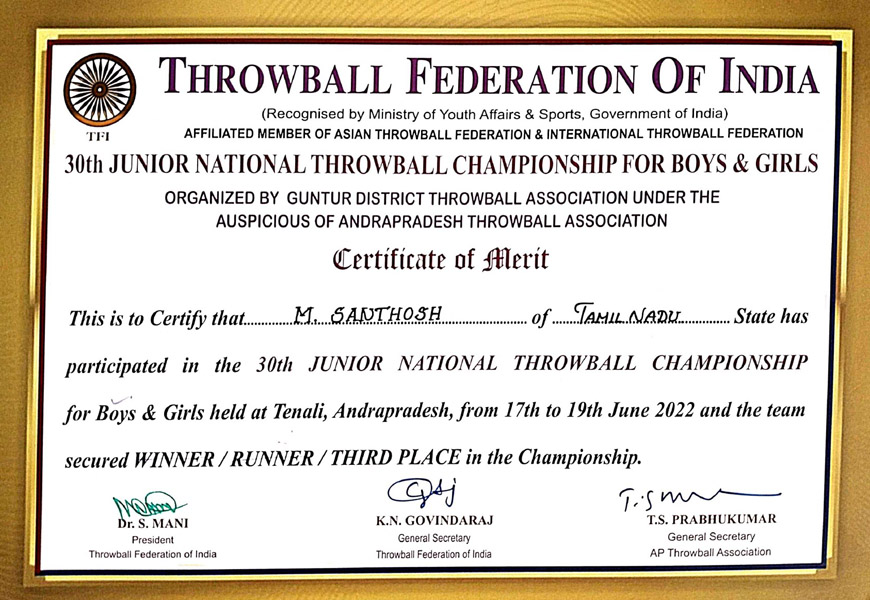 THROWBALL FEDERATION OF INDIA
(Recognised by Ministry of Youth Affairs & Sports, Government of India)
TFI
AFFILIATED MEMBER OF ASIAN THROWBALL FEDERATION & INTERNATIONAL THROWBALL FEDERATION
30th JUNIOR NATIONAL THROWBALL CHAMPIONSHIP FOR BOYS & GIRLS
ORGANIZED BY GUNTUR DISTRICT THROWBALL ASSOCIATION UNDER THE
AUSPICIOUS OF ANDRAPRADESH THROWBALL ASSOCIATION
Certificate of Merit
This is to Certify that M. SANTHOSH of TAMIL NADU State has
participated in the 30th JUNIOR NATIONAL THROWBALL CHAMPIONSHIP
for Boys & Girls held at Tenali, Andrapradesh, from 17th to 19th June 2022 and the team
secured WINNER / RUNNER / THIRD PLACE in the Championship.
Dr. S. MANI
President
Throwball Federation of India
K.N. GOVINDARAJ
General Secretary
Throwball Federation of India
T.S. PRABHUKUMAR
General Secretary
AP Throwball Association